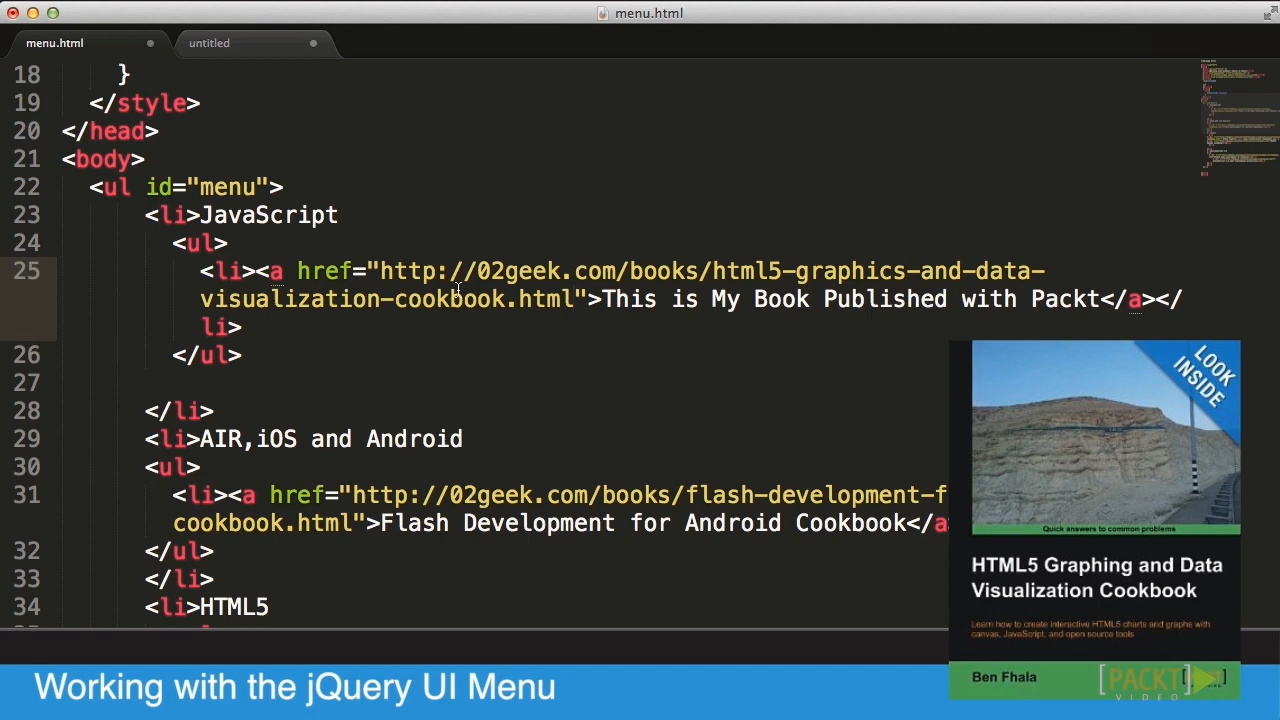 menu.html
menu.html
untitled
18 }
19 </style>
20 </head>
21 <body>
22 <ul id="menu">
23 <li>JavaScript
24 <ul>
25 <li><a href="http://02geek.com/books/html5-graphics-and-data-
visualization-cookbook.html">This is My Book Published with Packt</a></
li>
26 </ul>
27
28 </li>
29 <li>AIR,iOS and Android
30 <ul>
31 <li><a href="http://02geek.com/books/flash-development-f
cookbook.html">Flash Development for Android Cookbook</a
32 </ul>
33 </li>
34 <li>HTML5
LOOK
INSIDE
Quick answers to common problems
HTML5 Graphing and Data
Visualization Cookbook
Learn how to create interactive HTML5 charts and graphs with
canvas, JavaScript, and open source tools
Ben Fhala
[PACKT]
VIDEO
Working with the jQuery UI Menu